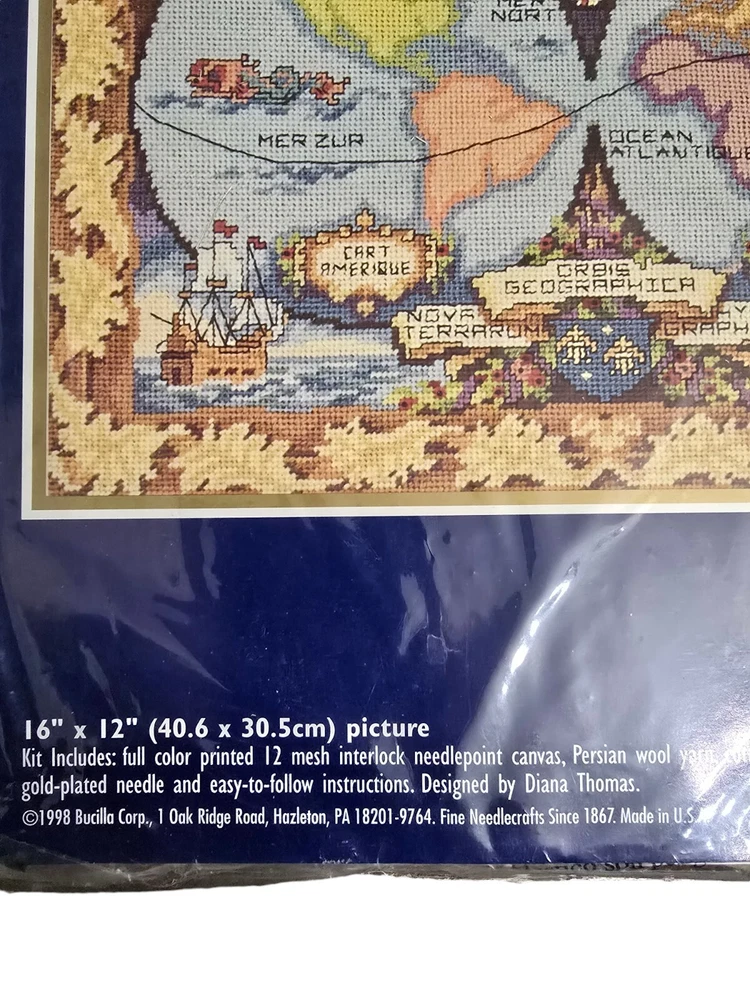 MER
NORT
MER ZUR
OCEAN
ATLANTIQUE
CART
AMERIQUE
ORBIS
GEOGRAPHICA
NOVA
TERRARUM
GRAPH
16" x 12" (40.6 x 30.5cm) picture
Kit Includes: full color printed 12 mesh interlock needlepoint canvas, Persian wool yarn,
gold-plated needle and easy-to-follow instructions. Designed by Diana Thomas.
©1998 Bucilla Corp., 1 Oak Ridge Road, Hazleton, PA 18201-9764. Fine Needlecrafts Since 1867. Made in U.S.A.